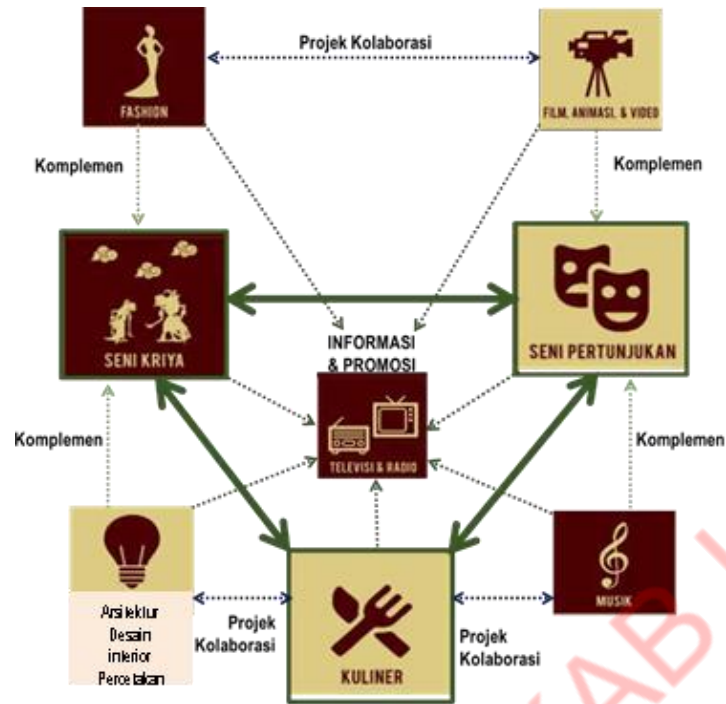 Projek Kolaborasi
FASHION
FILM, ANIMASI, & VIDEO
Komplemen
Komplemen
SENI KRIYA
SENI PERTUNJUKAN
INFORMASI
& PROMOSI
TELEVISI & RADIO
Komplemen
Komplemen
Arsitektur
Desain
interior
Percetakan
Projek
Kolaborasi
KULINER
Projek
Kolaborasi
MUSIK
KAB